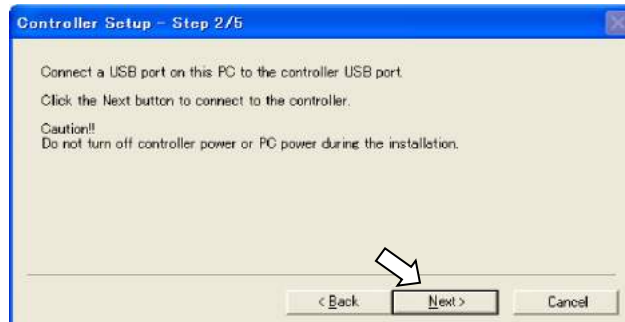 Controller Setup - Step 2/5
Connect a USB port on this PC to the controller USB port.
Click the Next button to connect to the controller.
Caution!!
Do not turn off controller power or PC power during the installation.
< Back
Next >
Cancel